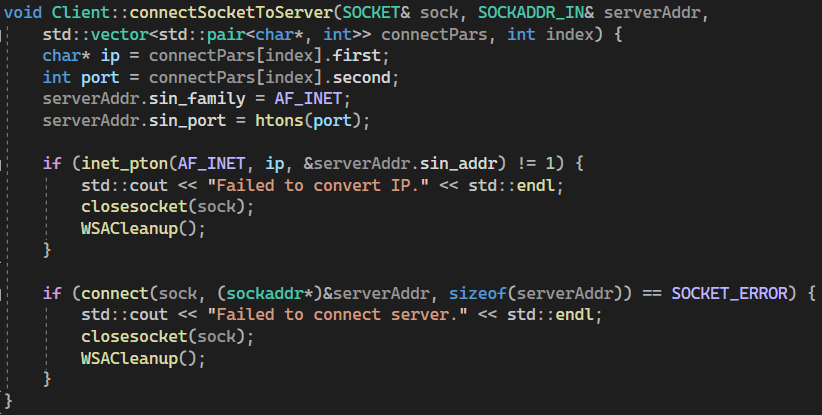 void Client::connectSocketToServer(SOCKET& sock, SOCKADDR_IN& serverAddr,
    std::vector<std::pair<char*, int>> connectPars, int index) {
    char* ip = connectPars[index].first;
    int port = connectPars[index].second;
    serverAddr.sin_family = AF_INET;
    serverAddr.sin_port = htons(port);

    if (inet_pton(AF_INET, ip, &serverAddr.sin_addr) != 1) {
        std::cout << "Failed to convert IP." << std::endl;
        closesocket(sock);
        WSACleanup();
    }

    if (connect(sock, (sockaddr*)&serverAddr, sizeof(serverAddr)) == SOCKET_ERROR) {
        std::cout << "Failed to connect server." << std::endl;
        closesocket(sock);
        WSACleanup();
    }
}